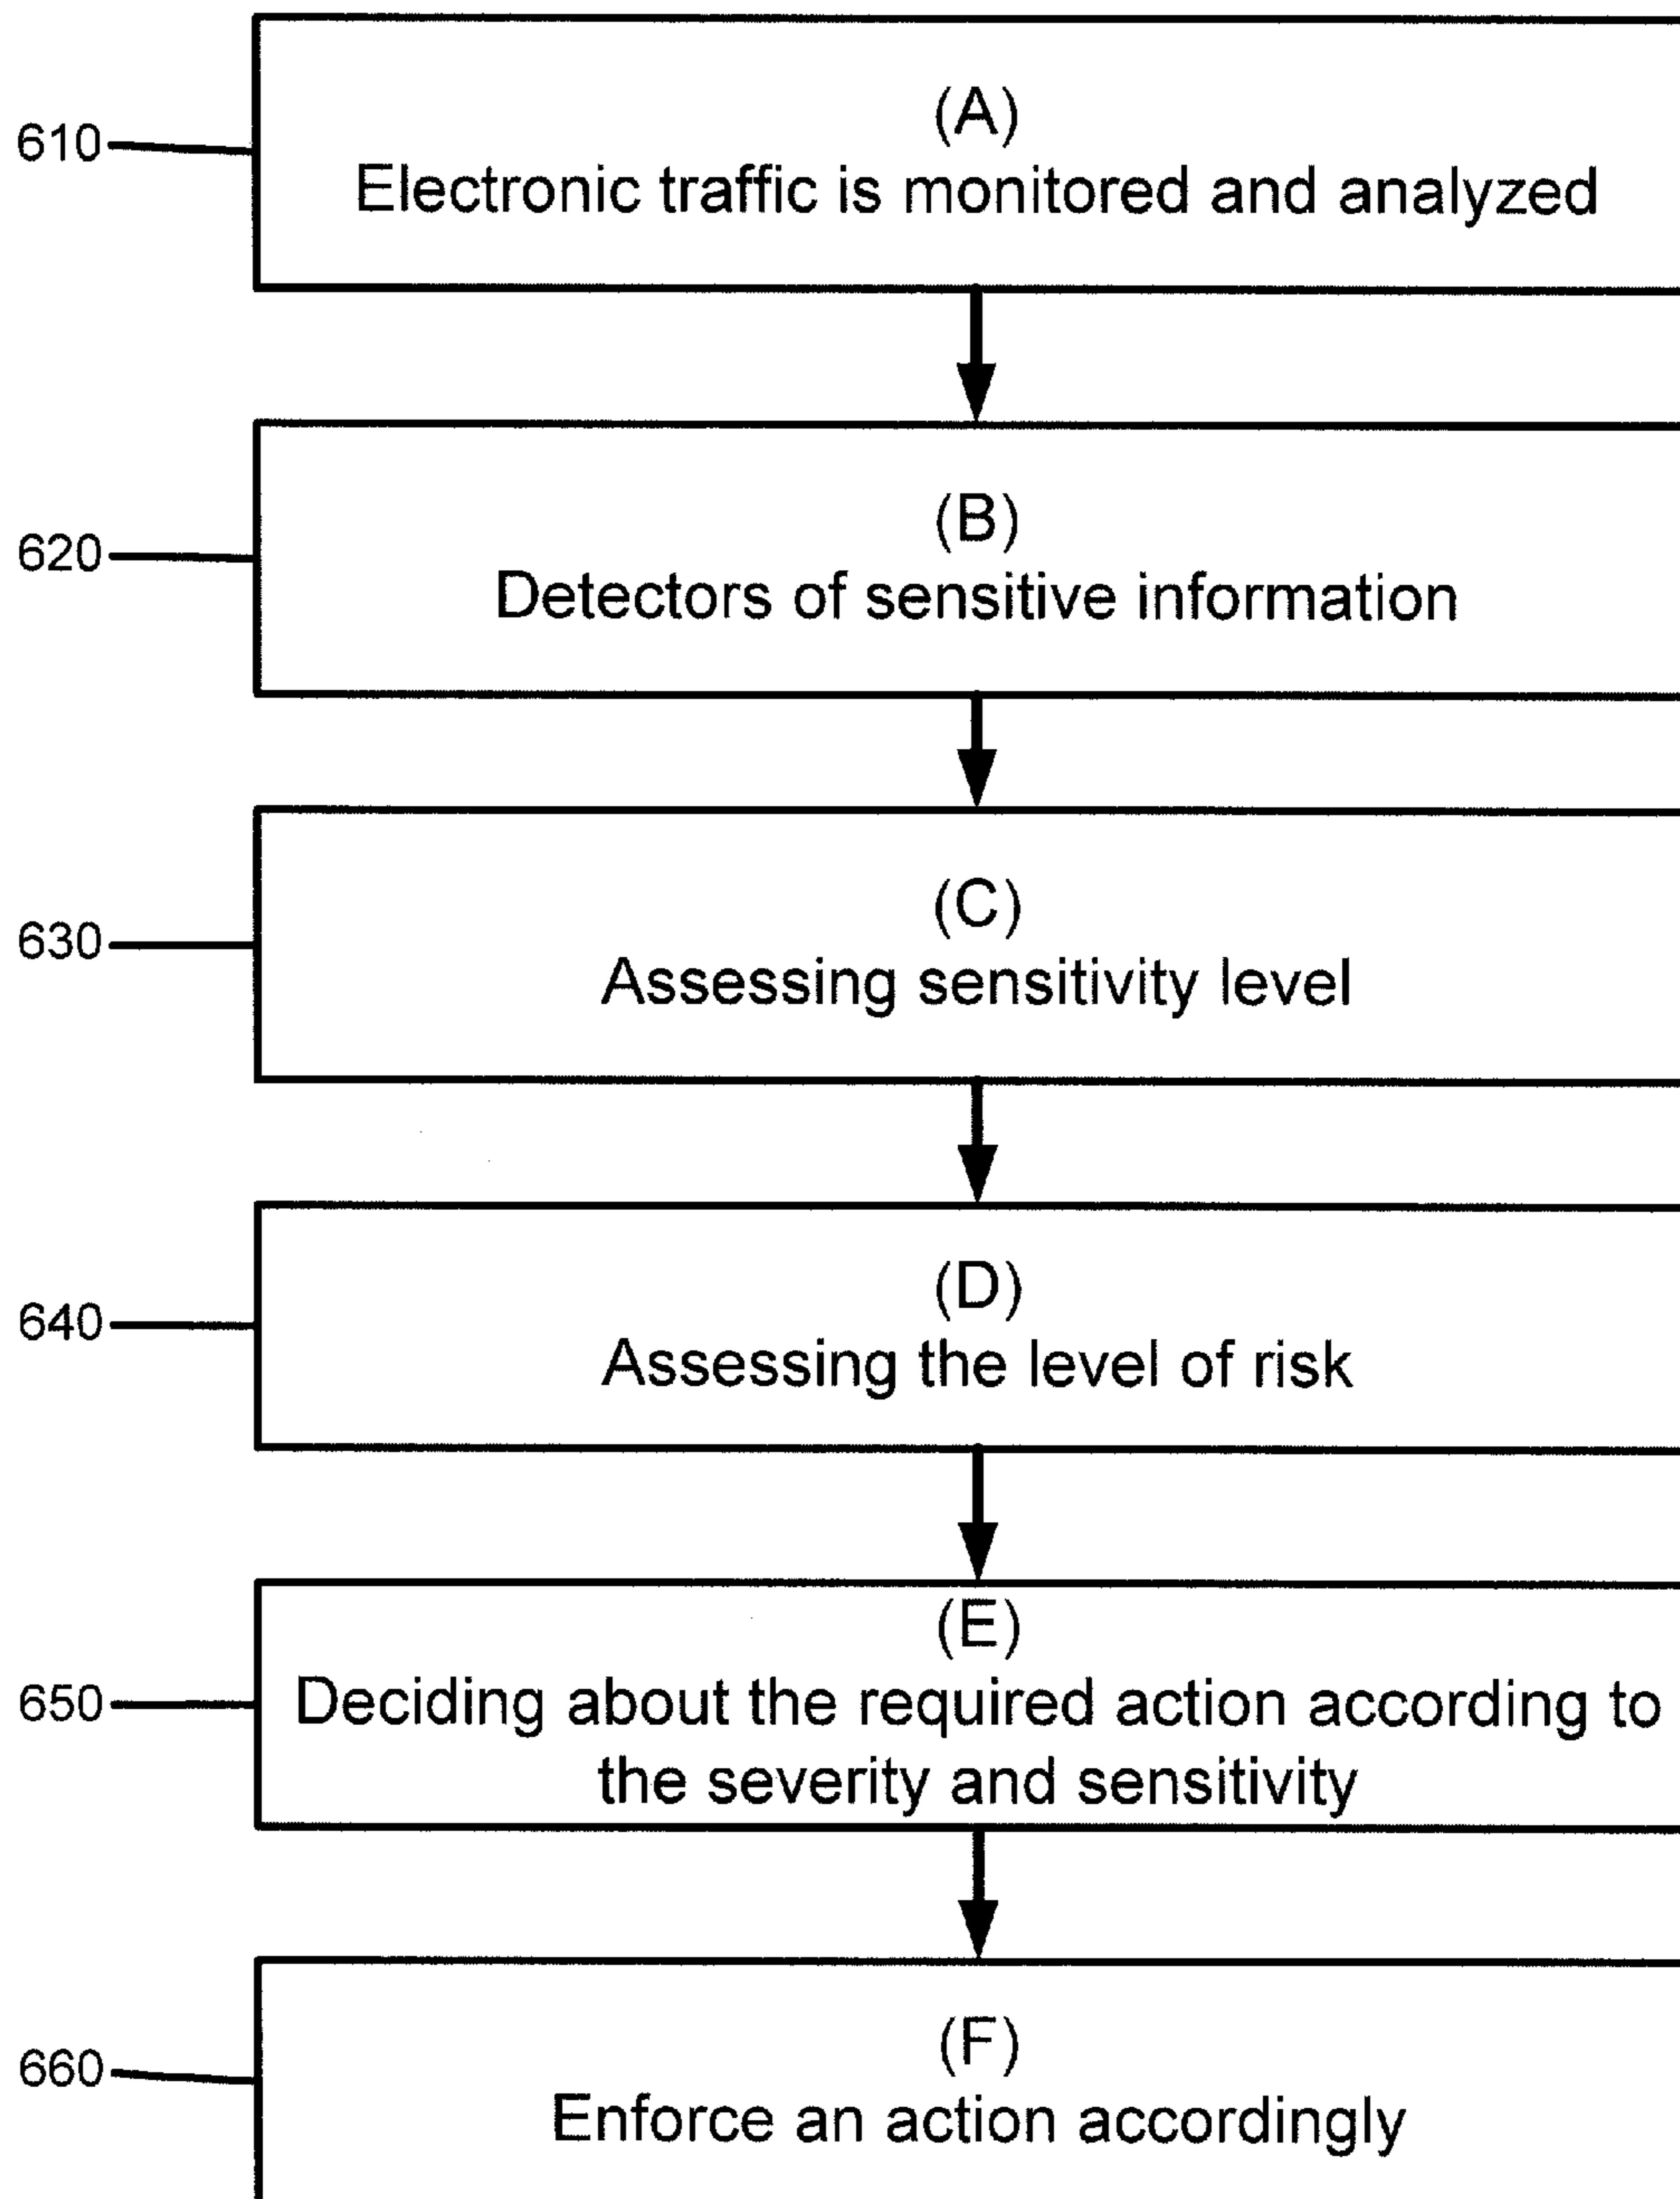 (A)
610
Electronic traffic is monitored and analyzed
(B)
620
Detectors of sensitive information
(C)
630
Assessing sensitivity level
(D)
640
Assessing the level of risk
(E)
650
Deciding about the required action according to
the severity and sensitivity
(F)
660
Enforce an action accordingly